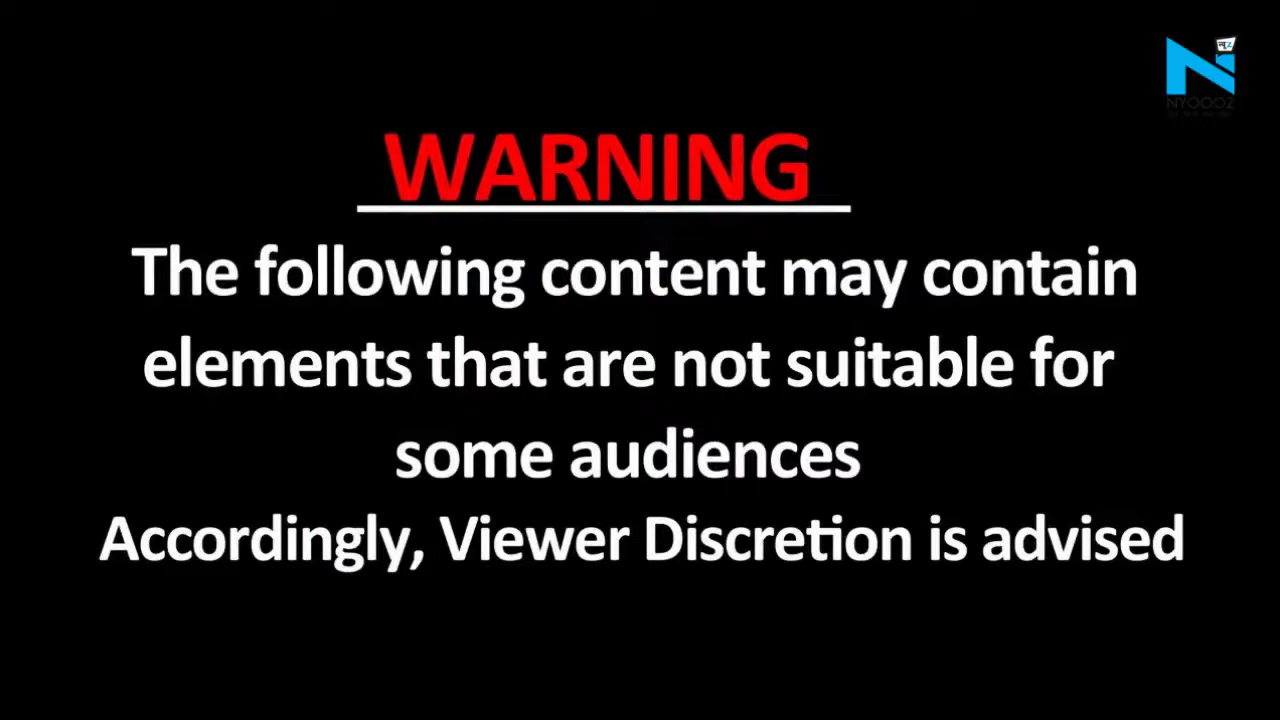 NYOOOZ
WARNING
The following content may contain
elements that are not suitable for
some audiences
Accordingly, Viewer Discretion is advised